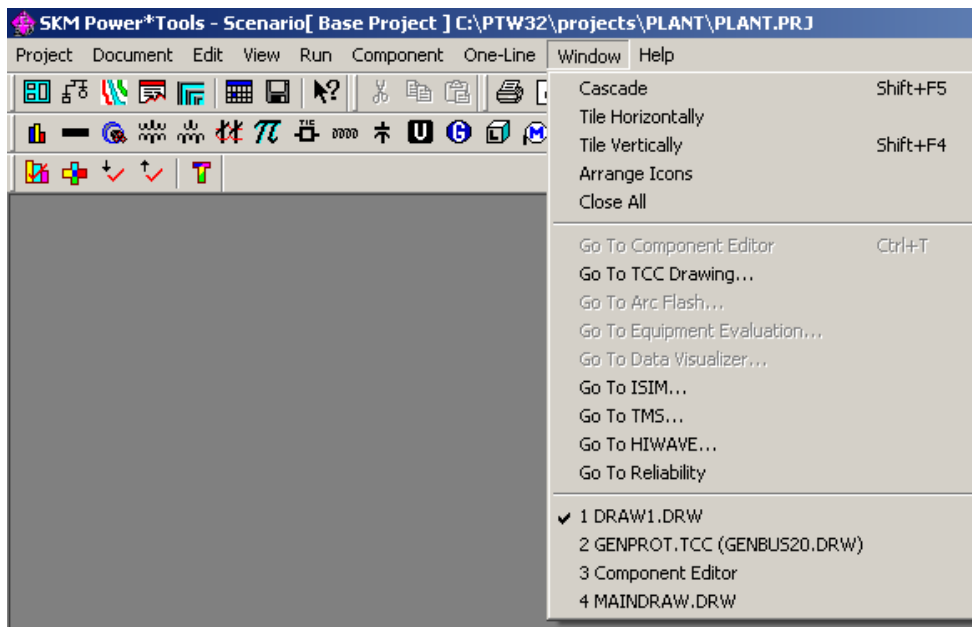 SKM Power*Tools - Scenario[ Base Project ] C:\PTW32\projects\PLANT\PLANT.PRJ
Project Document Edit View Run Component One-Line Window Help
Cascade Shift+F5
Tile Horizontally
Tile Vertically Shift+F4
Arrange Icons
Close All
Go To Component Editor Ctrl+T
Go To TCC Drawing...
Go To Arc Flash...
Go To Equipment Evaluation...
Go To Data Visualizer...
Go To ISIM...
Go To TMS...
Go To HIWAVE...
Go To Reliability
1 DRAW1.DRW
2 GENPROT.TCC (GENBUS20.DRW)
3 Component Editor
4 MAINDRAW.DRW